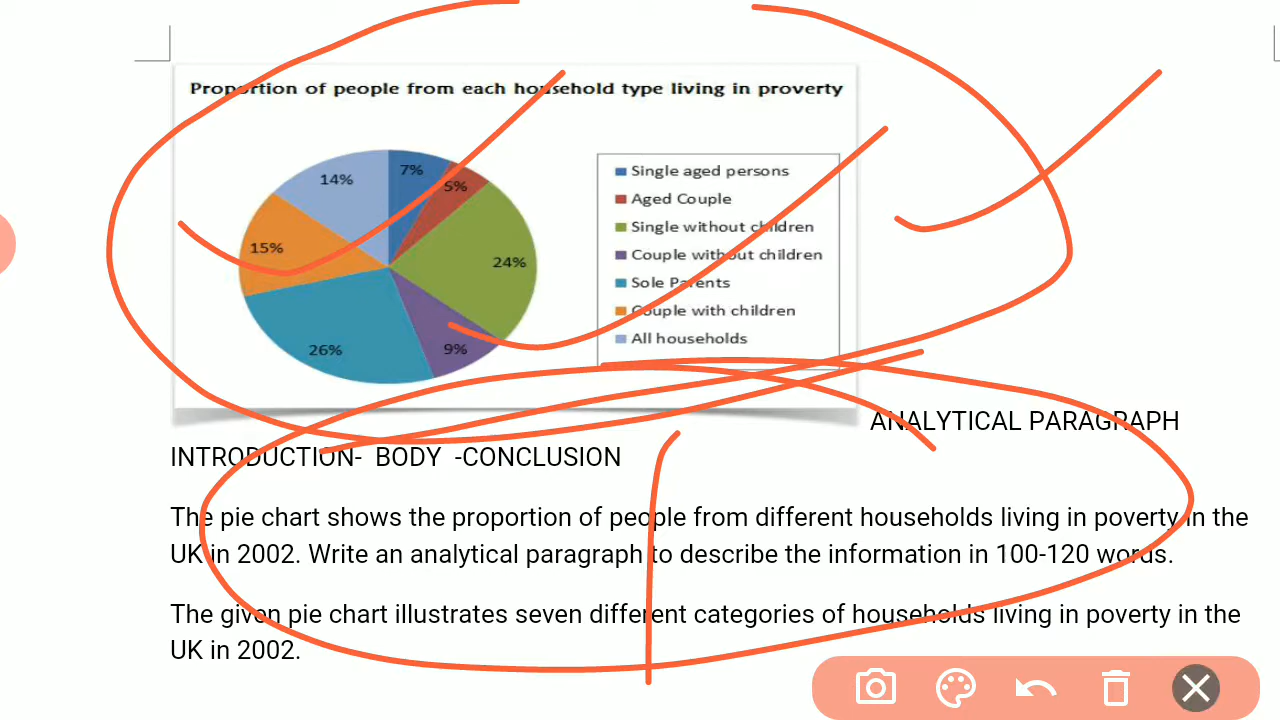 Proportion of people from each household type living in proverty
7%
5%
14%
24%
15%
26%
9%
Single aged persons
Aged Couple
Single without children
Couple without children
Sole Parents
Couple with children
All households
ANALYTICAL PARAGRAPH
INTRODUCTION- BODY -CONCLUSION
The pie chart shows the proportion of people from different households living in poverty in the
UK in 2002. Write an analytical paragraph to describe the information in 100-120 words.
The given pie chart illustrates seven different categories of households living in poverty in the
UK in 2002.